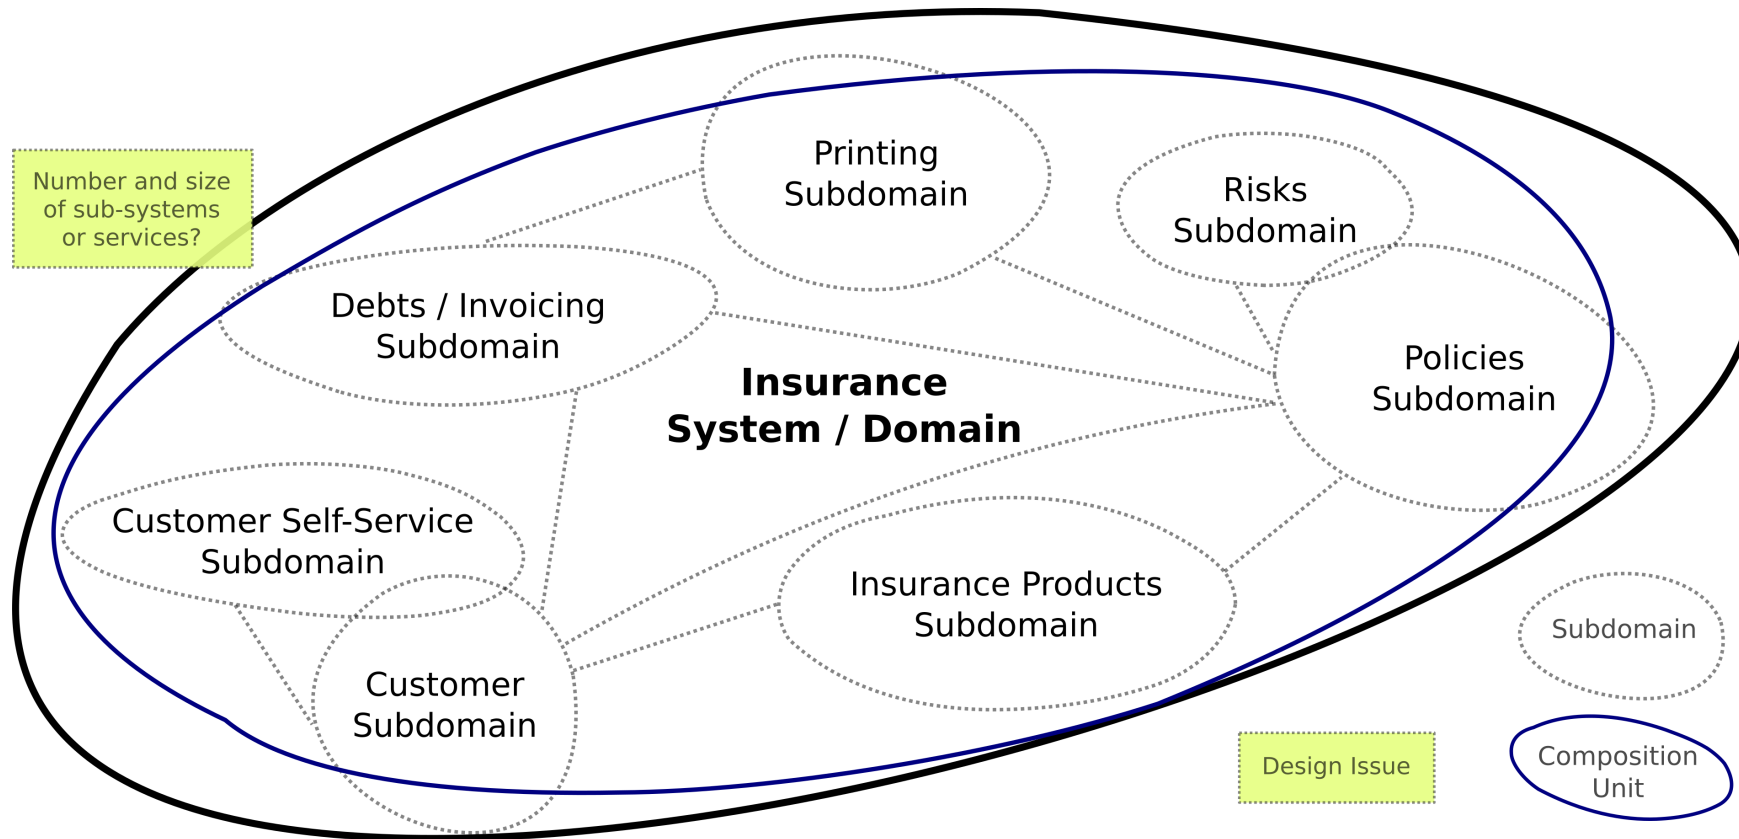 Printing
Subdomain
Risks
Subdomain
Number and size
of sub-systems
or services?
Debts / Invoicing
Subdomain
Policies
Subdomain
Insurance
System / Domain
Customer Self-Service
Subdomain
Insurance Products
Subdomain
Customer
Subdomain
Subdomain
Design Issue
Composition
Unit